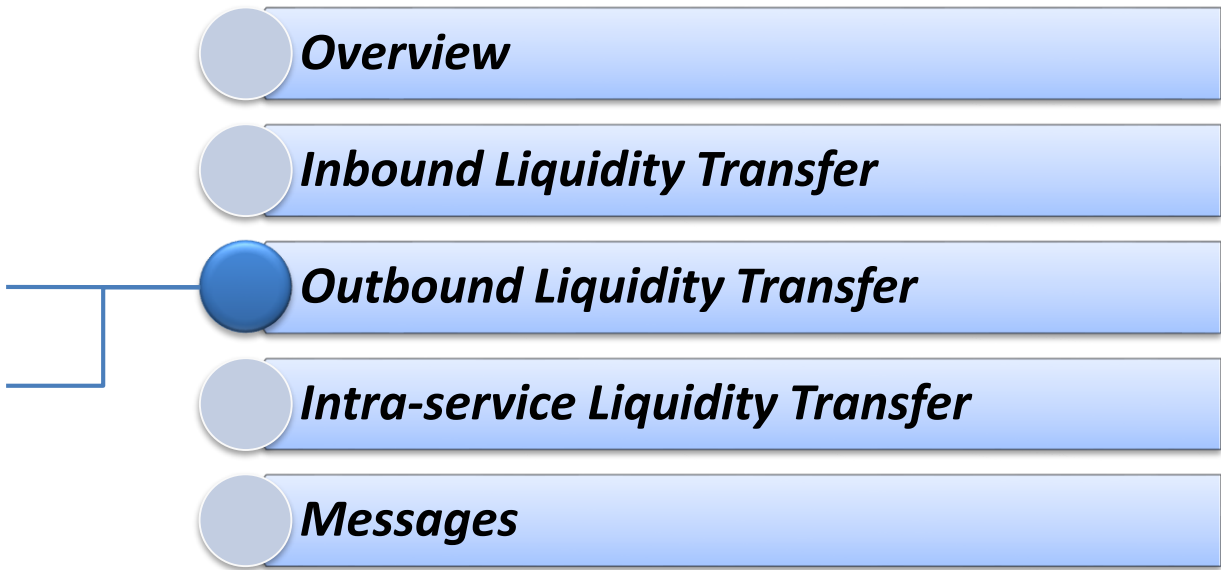 Overview
Inbound Liquidity Transfer
Outbound Liquidity Transfer
Intra-service Liquidity Transfer
Messages